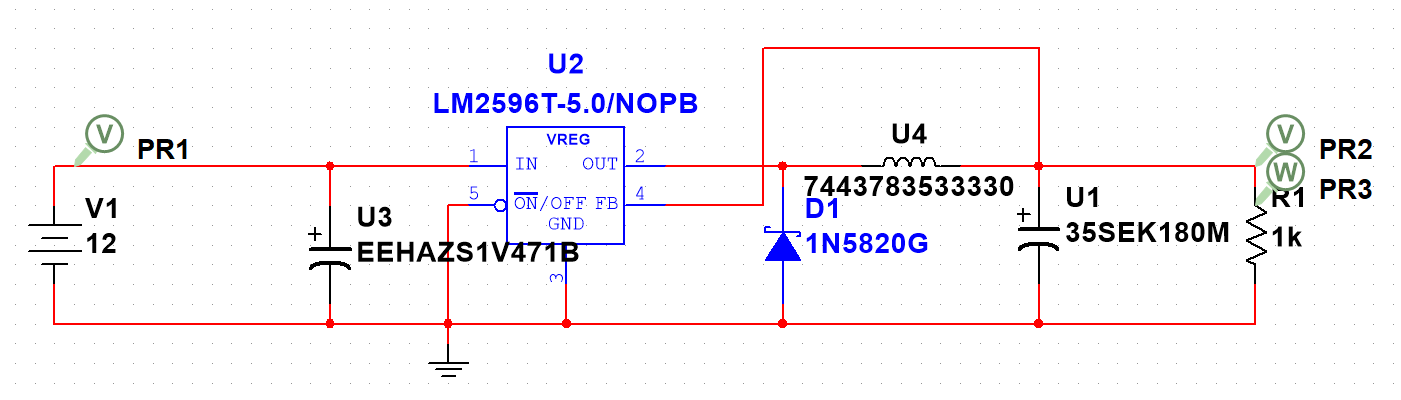 U2
LM2596T-5.0/NOPB
VREG
V
PR1
1
IN
OUT
2
5
ON/OFF
FB
4
GND
3
V1
12
U3
EEHAZS1V471B
U4
7443783533330
D1
1N5820G
U1
35SEK180M
V
PR2
W
PR3
R1
1k